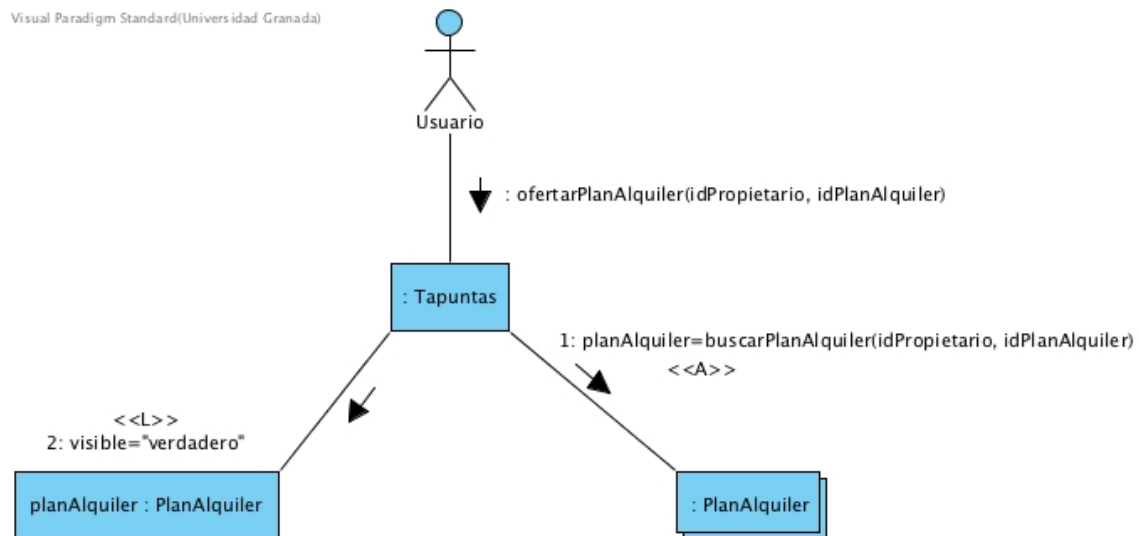 Visual Paradigm Standard(Universidad Granada)
Usuario
: ofertarPlanAlquiler(idPropietario, idPlanAlquiler)
: Tapuntas
1: planAlquiler=buscarPlanAlquiler(idPropietario, idPlanAlquiler)
<<A>>
<<L>>
2: visible="verdadero"
planAlquiler : PlanAlquiler
: PlanAlquiler